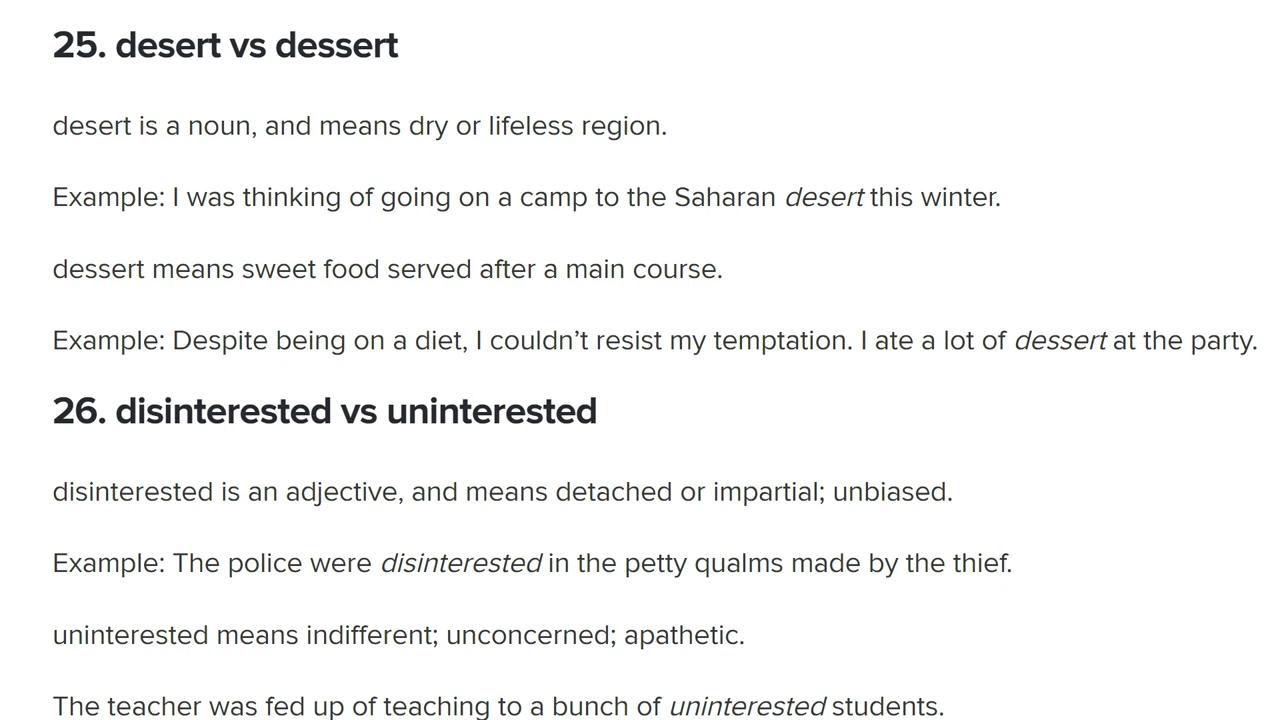 25. desert vs dessert
desert is a noun, and means dry or lifeless region.
Example: I was thinking of going on a camp to the Saharan desert this winter.
dessert means sweet food served after a main course.
Example: Despite being on a diet, I couldn’t resist my temptation. I ate a lot of dessert at the party.
26. disinterested vs uninterested
disinterested is an adjective, and means detached or impartial; unbiased.
Example: The police were disinterested in the petty qualms made by the thief.
uninterested means indifferent; unconcerned; apathetic.
The teacher was fed up of teaching to a bunch of uninterested students.